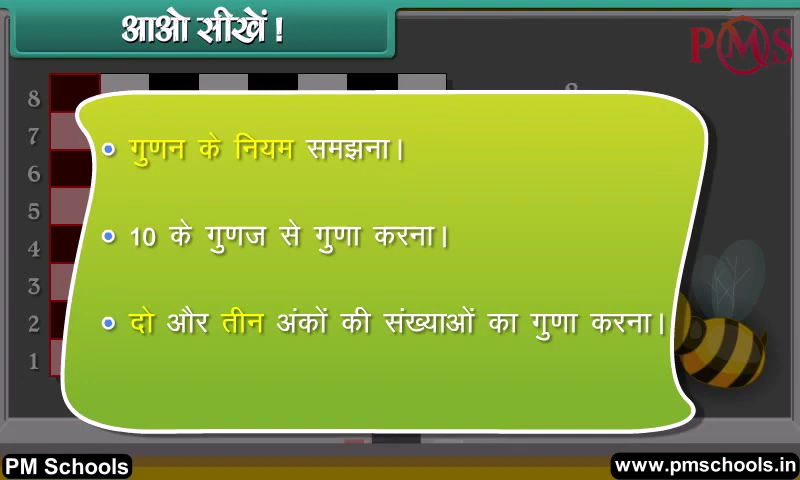 आओ सीखें!
PMS
8
8
7
6
5
4
3
2
1
गुणन के नियम समझना।
10 के गुणज से गुणा करना।
दो और तीन अंकों की संख्याओं का गुणा करना।
PM Schools
www.pmschools.in